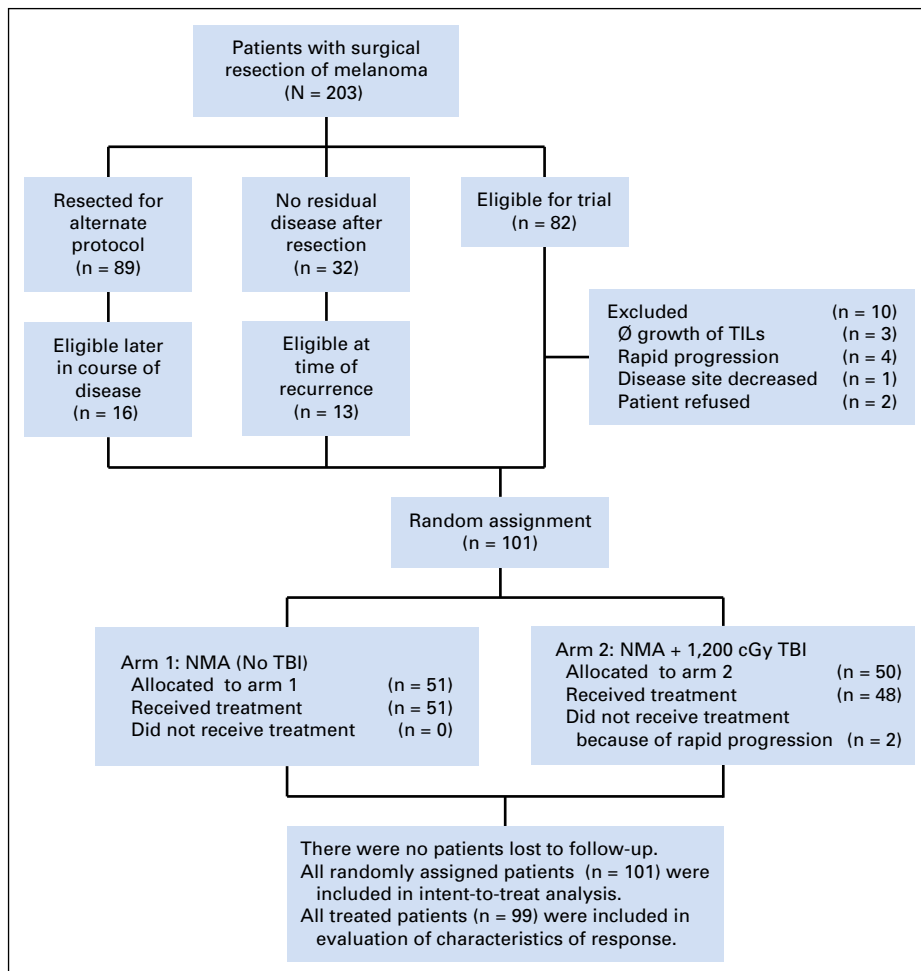 Patients with surgical
resection of melanoma
(N = 203)
Resected for
alternate
protocol
(n = 89)
No residual
disease after
resection
(n = 32)
Eligible for trial
(n = 82)
Eligible later
in course of
disease
(n = 16)
Eligible at
time of
recurrence
(n = 13)
Excluded (n = 10)
Ø growth of TILs (n = 3)
Rapid progression (n = 4)
Disease site decreased (n = 1)
Patient refused (n = 2)
Random assignment
(n = 101)
Arm 1: NMA (No TBI)
Allocated to arm 1 (n = 51)
Received treatment (n = 51)
Did not receive treatment (n = 0)
Arm 2: NMA + 1,200 cGy TBI
Allocated to arm 2 (n = 50)
Received treatment (n = 48)
Did not receive treatment
because of rapid progression (n = 2)
There were no patients lost to follow-up.
All randomly assigned patients (n = 101) were
included in intent-to-treat analysis.
All treated patients (n = 99) were included in
evaluation of characteristics of response.